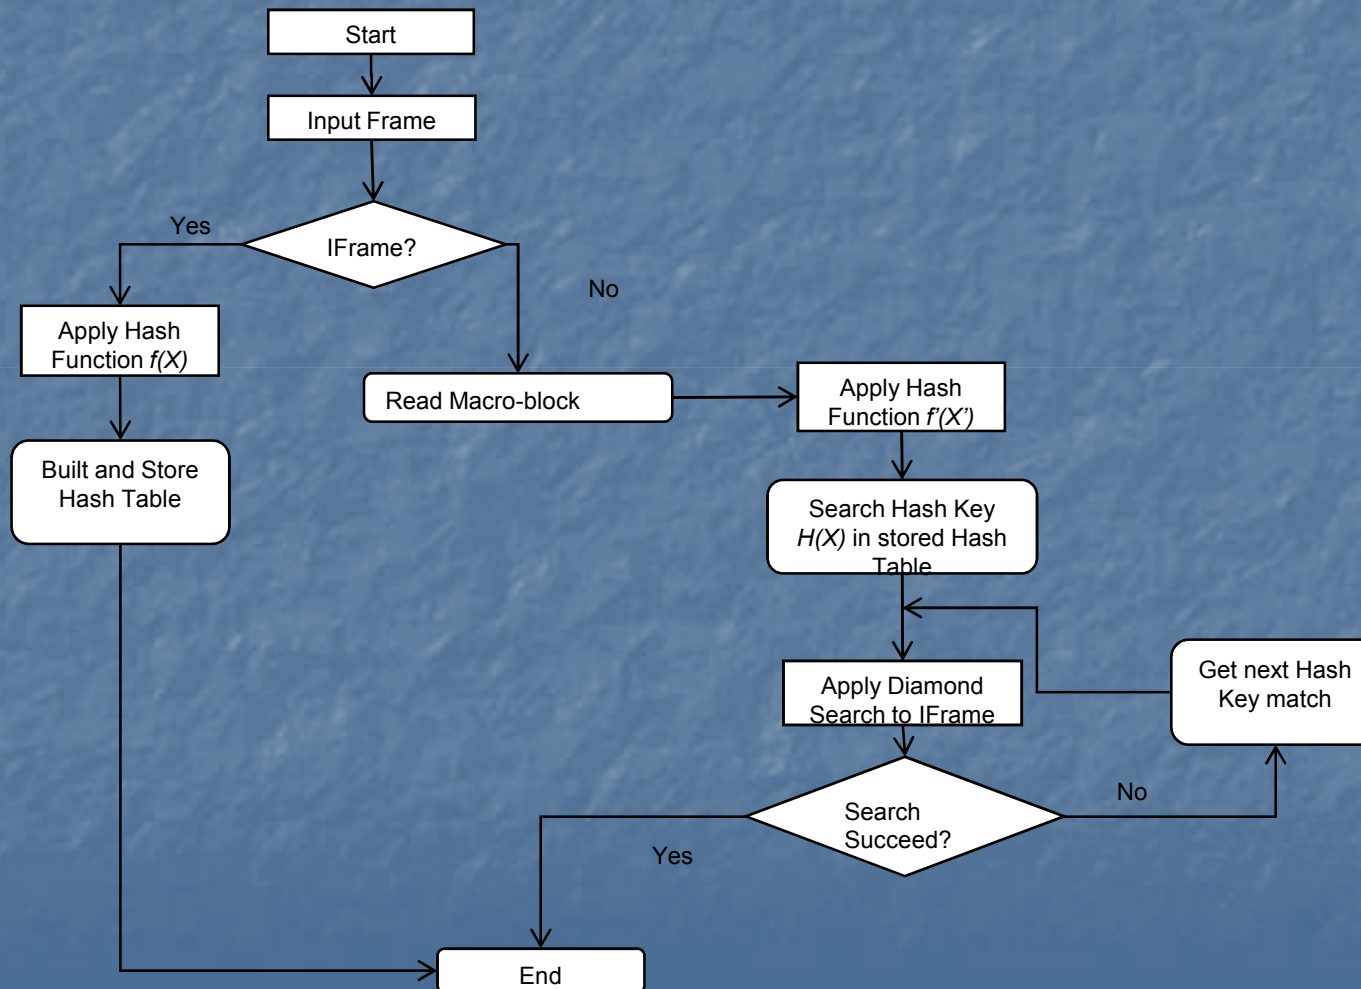 Start
Input Frame
IFrame?
Yes
No
Apply Hash
Function f(X)
Built and Store
Hash Table
Read Macro-block
Apply Hash
Function f’(X’)
Search Hash Key
H(X) in stored Hash
Table
Apply Diamond
Search to IFrame
Get next Hash
Key match
Search
Succeed?
No
Yes
End